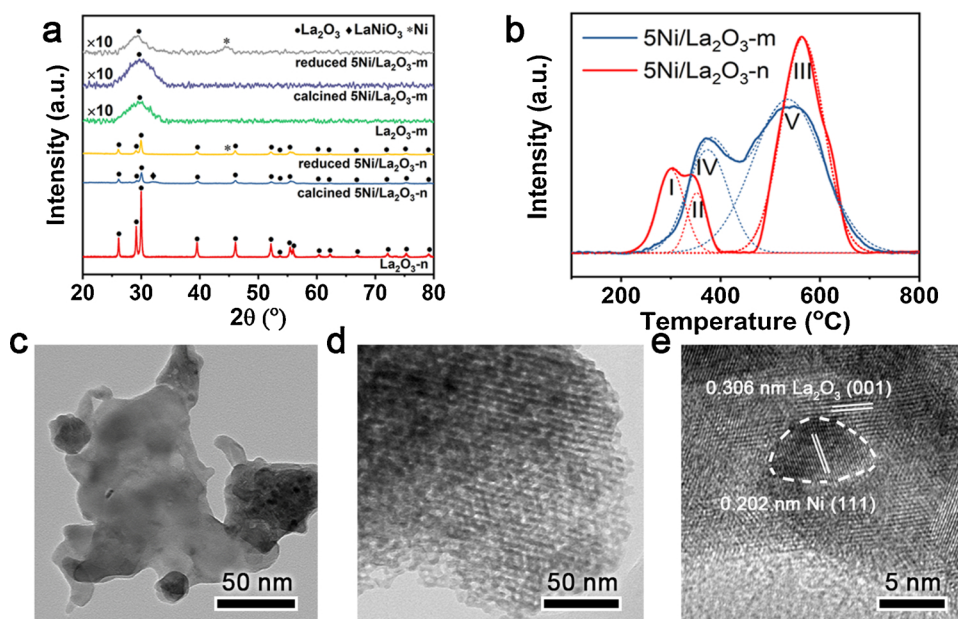 a
Intensity (a.u.)
●La₂O₃ ♦LaNiO₃ *Ni
×10
reduced 5Ni/La₂O₃-m
×10
calcined 5Ni/La₂O₃-m
×10
La₂O₃-m
*
reduced 5Ni/La₂O₃-n
calcined 5Ni/La₂O₃-n
La₂O₃-n
20 30 40 50 60 70 80
2θ (°)
b
Intensity (a.u.)
5Ni/La₂O₃-m
5Ni/La₂O₃-n
III
V
IV
I
II
200 400 600 800
Temperature (°C)
c
50 nm
d
50 nm
e
0.306 nm La₂O₃ (001)
0.202 nm Ni (111)
5 nm